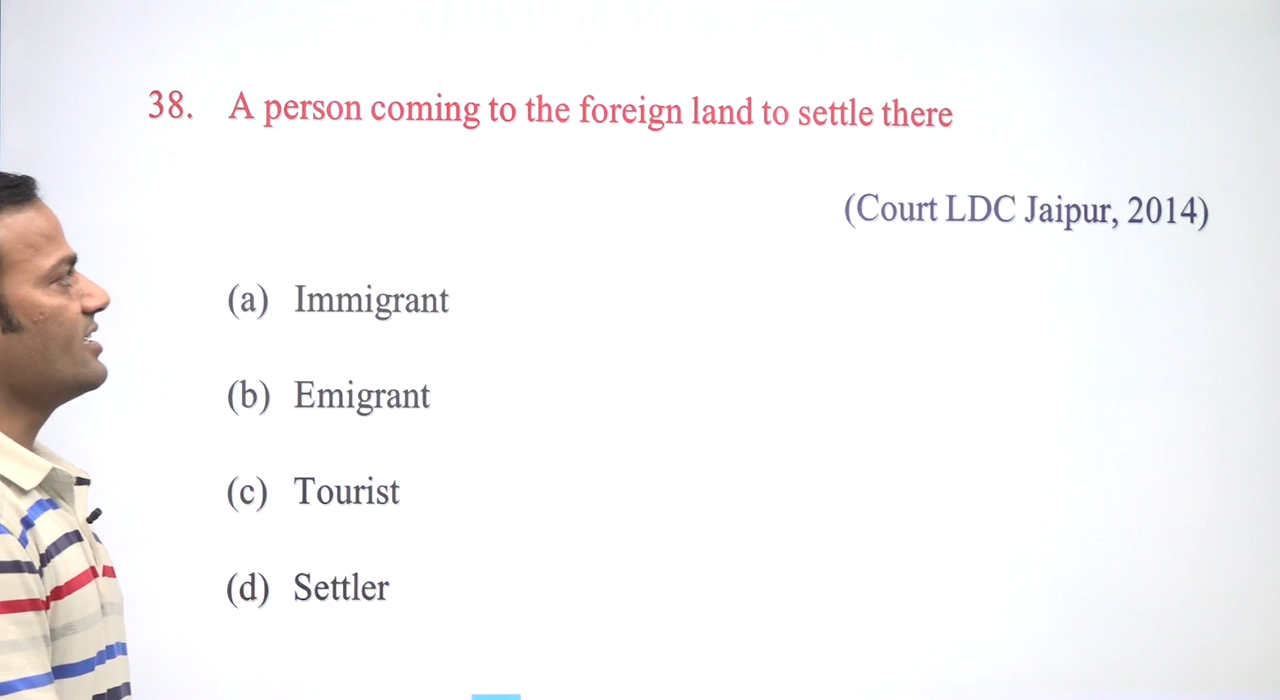 38. A person coming to the foreign land to settle there
(Court LDC Jaipur, 2014)
(a) Immigrant
(b) Emigrant
(c) Tourist
(d) Settler